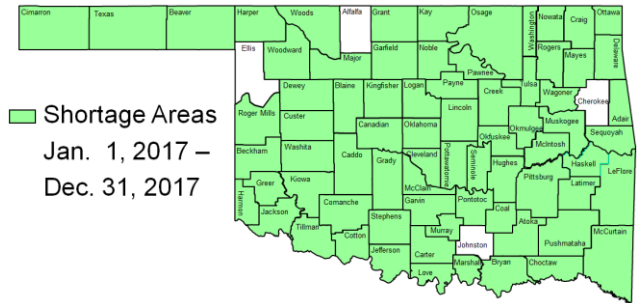 Cimarron Texas Beaver Harper Woods Alfalfa Grant Kay Osage Washington Nowata Craig Ottawa
Ellis Woodward Major Garfield Noble Pawnee Rogers Mayes Delaware
Dewey Blaine Kingfisher Logan Payne Creek Tulsa Wagoner Cherokee
Roger Mills Custer Canadian Oklahoma Lincoln Okfuskee Okmulgee Muskogee Adair
Sequoyah
Beckham Washita Caddo Grady Cleveland Pottawatomie Seminole Hughes McIntosh Haskell
Greer Kiowa McClain Pittsburg Latimer LeFlore
Harmon Jackson Comanche Garvin Pontotoc Coal
Tillman Cotton Stephens Murray Johnston Atoka Pushmataha McCurtain
Jefferson Carter Marshall Bryan Choctaw
Love
Shortage Areas
Jan. 1, 2017 –
Dec. 31, 2017